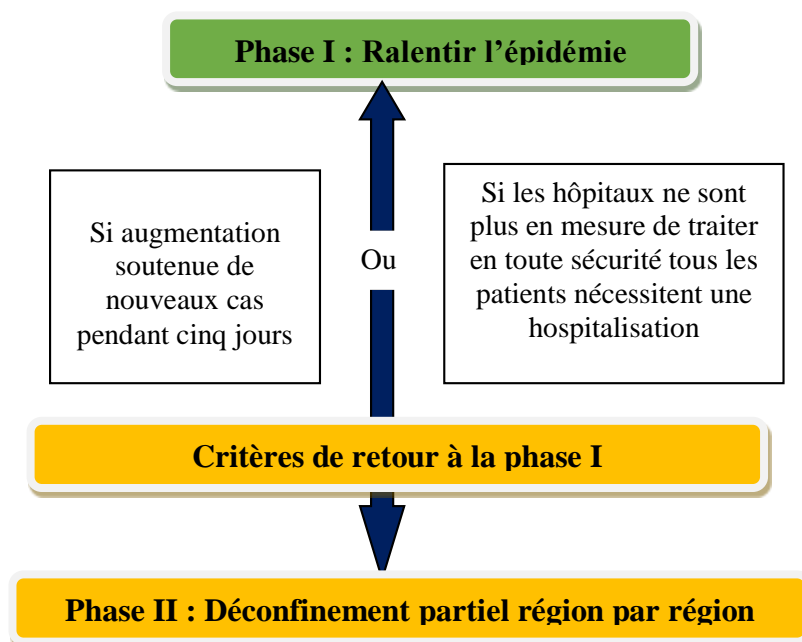 Phase I : Ralentir l’épidémie
Si augmentation
soutenue de
nouveaux cas
pendant cinq jours
Ou
Si les hôpitaux ne sont
plus en mesure de traiter
en toute sécurité tous les
patients nécessitent une
hospitalisation
Critères de retour à la phase I
Phase II : Déconfinement partiel région par région